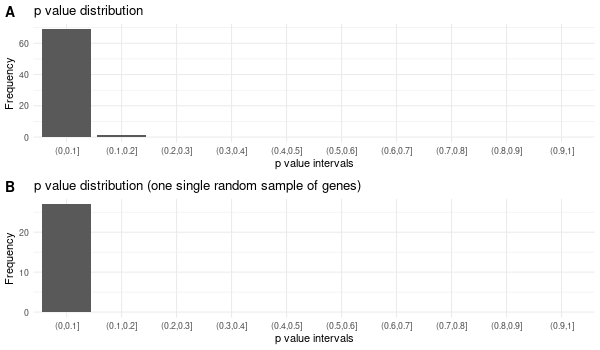 A p value distribution
60
40
20
0
Frequency
(0,0.1] (0.1,0.2] (0.2,0.3] (0.3,0.4] (0.4,0.5] (0.5,0.6] (0.6,0.7] (0.7,0.8] (0.8,0.9] (0.9,1]
p value intervals
B p value distribution (one single random sample of genes)
20
10
0
Frequency
(0,0.1] (0.1,0.2] (0.2,0.3] (0.3,0.4] (0.4,0.5] (0.5,0.6] (0.6,0.7] (0.7,0.8] (0.8,0.9] (0.9,1]
p value intervals